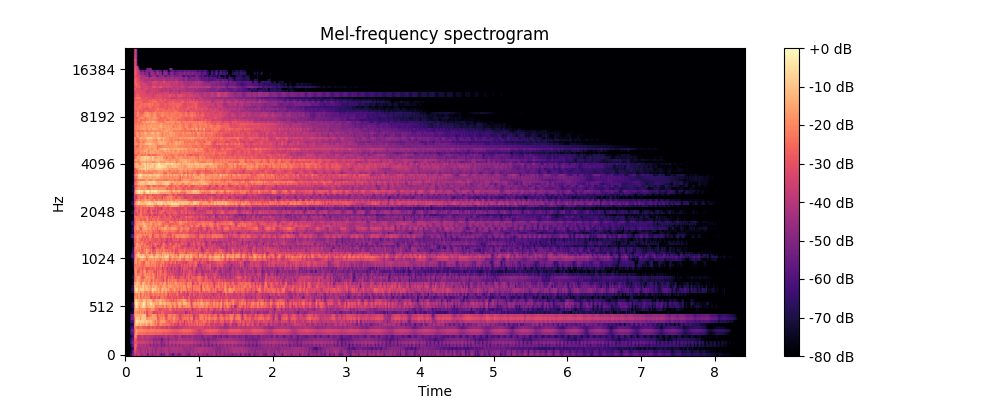 Mel-frequency spectrogram
Hz
16384
8192
4096
2048
1024
512
0
0 1 2 3 4 5 6 7 8
Time
+0 dB
-10 dB
-20 dB
-30 dB
-40 dB
-50 dB
-60 dB
-70 dB
-80 dB